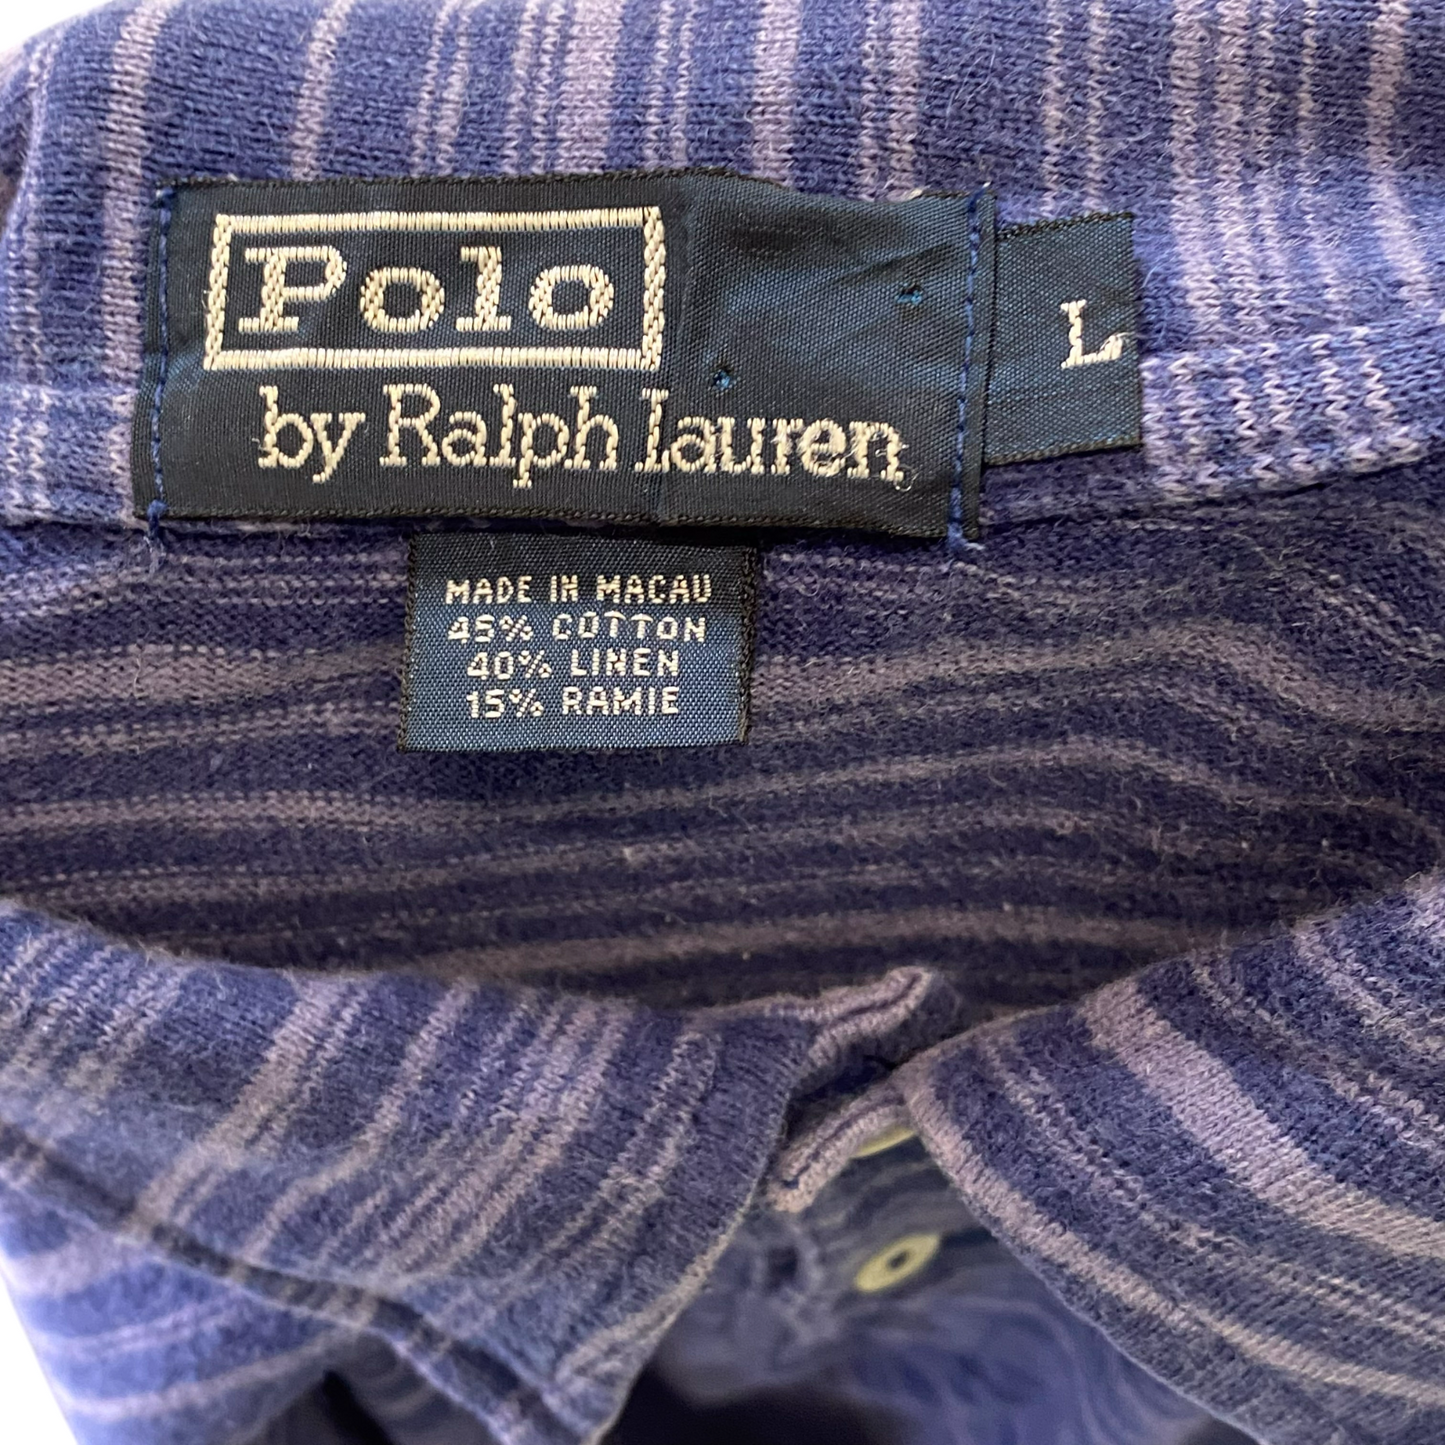 Polo
by Ralph Lauren
L
MADE IN MACAU
45% COTTON
40% LINEN
15% RAMIE